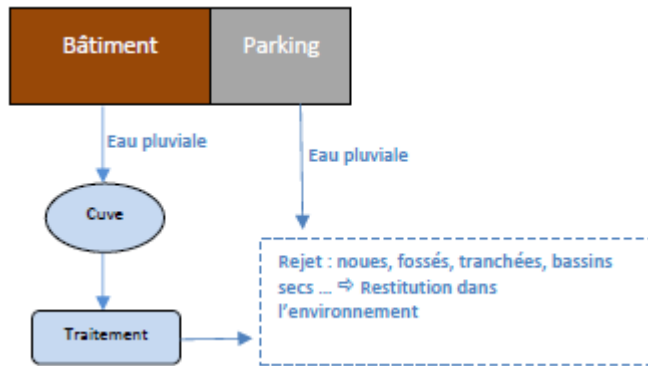 Bâtiment
Parking
Eau pluviale
Eau pluviale
Cuve
Rejet : noues, fossés, tranchées, bassins
secs ... ⇨ Restitution dans
l'environnement
Traitement